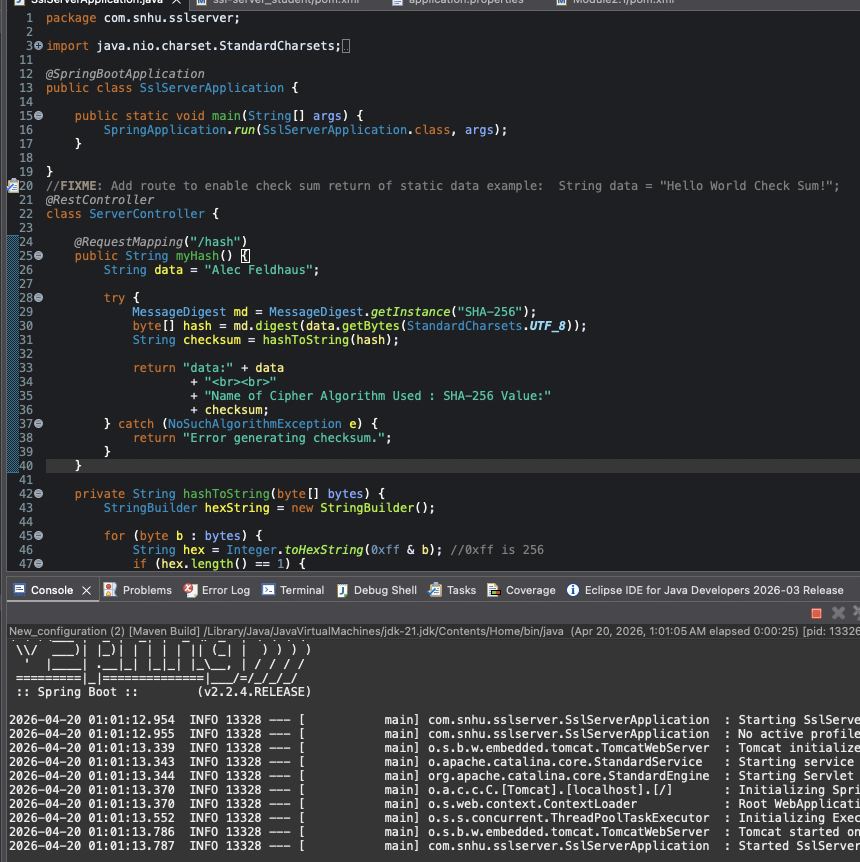 SslServerApplication.java
ssl-server_student/pom.xml
application.properties
Module2.1/pom.xml
1 package com.snhu.sslserver;
2
3 import java.nio.charset.StandardCharsets;
11
12 @SpringBootApplication
13 public class SslServerApplication {
14
15 public static void main(String[] args) {
16 SpringApplication.run(SslServerApplication.class, args);
17 }
18
19 }
20 //FIXME: Add route to enable check sum return of static data example:  String data = "Hello World Check Sum!";
21 @RestController
22 class ServerController {
23
24 @RequestMapping("/hash")
25 public String myHash() {
26 String data = "Alec Feldhaus";
27
28 try {
29 MessageDigest md = MessageDigest.getInstance("SHA-256");
30 byte[] hash = md.digest(data.getBytes(StandardCharsets.UTF_8));
31 String checksum = hashToString(hash);
32
33 return "data:" + data
34 + "<br><br>"
35 + "Name of Cipher Algorithm Used : SHA-256 Value:"
36 + checksum;
37 } catch (NoSuchAlgorithmException e) {
38 return "Error generating checksum.";
39 }
40 }
41
42 private String hashToString(byte[] bytes) {
43 StringBuilder hexString = new StringBuilder();
44
45 for (byte b : bytes) {
46 String hex = Integer.toHexString(0xff & b); //0xff is 256
47 if (hex.length() == 1) {
Console Problems Error Log Terminal Debug Shell Tasks Coverage Eclipse IDE for Java Developers 2026-03 Release
New_configuration (2) [Maven Build] /Library/Java/JavaVirtualMachines/jdk-21.jdk/Contents/Home/bin/java (Apr 20, 2026, 1:01:05 AM elapsed 0:00:25) [pid: 13328
:: Spring Boot ::        (v2.2.4.RELEASE)
2026-04-20 01:01:12.954  INFO 13328 --- [           main] com.snhu.sslserver.SslServerApplication  : Starting SslServe
2026-04-20 01:01:12.955  INFO 13328 --- [           main] com.snhu.sslserver.SslServerApplication  : No active profile
2026-04-20 01:01:13.339  INFO 13328 --- [           main] o.s.b.w.embedded.tomcat.TomcatWebServer  : Tomcat initialize
2026-04-20 01:01:13.343  INFO 13328 --- [           main] o.apache.catalina.core.StandardService   : Starting service
2026-04-20 01:01:13.344  INFO 13328 --- [           main] org.apache.catalina.core.StandardEngine  : Starting Servlet
2026-04-20 01:01:13.370  INFO 13328 --- [           main] o.a.c.c.C.[Tomcat].[localhost].[/]       : Initializing Spri
2026-04-20 01:01:13.370  INFO 13328 --- [           main] o.s.web.context.ContextLoader            : Root WebApplicati
2026-04-20 01:01:13.552  INFO 13328 --- [           main] o.s.s.concurrent.ThreadPoolTaskExecutor  : Initializing Exec
2026-04-20 01:01:13.786  INFO 13328 --- [           main] o.s.b.w.embedded.tomcat.TomcatWebServer  : Tomcat started on
2026-04-20 01:01:13.787  INFO 13328 --- [           main] com.snhu.sslserver.SslServerApplication  : Started SslServer